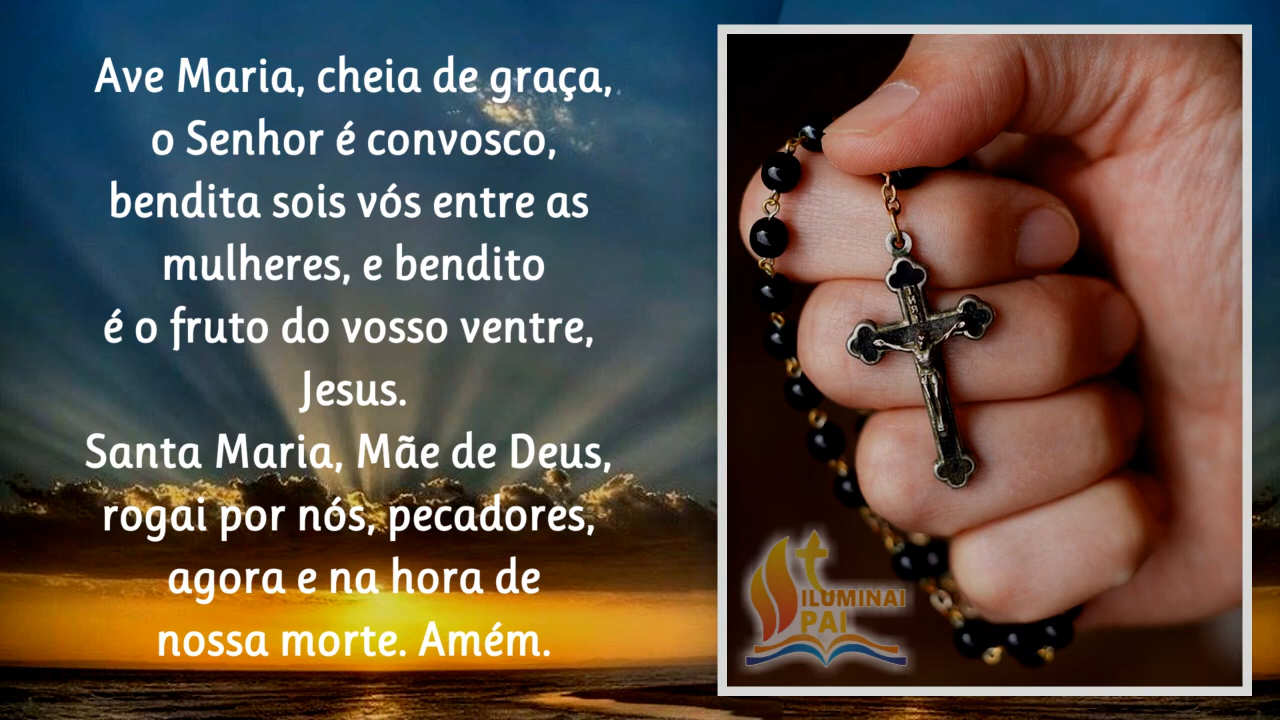 Ave Maria, cheia de graça,
o Senhor é convosco,
bendita sois vós entre as
mulheres, e bendito
é o fruto do vosso ventre,
Jesus.
Santa Maria, Mãe de Deus,
rogai por nós, pecadores,
agora e na hora de
nossa morte. Amém.
ILUMINAI
PAI